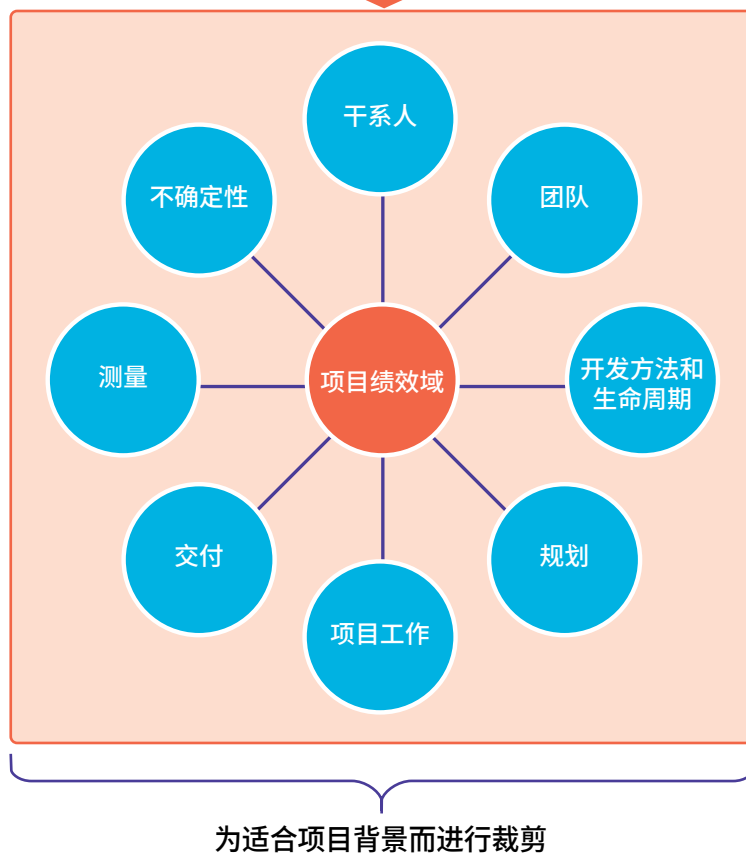 干系人
不确定性
团队
测量
项目绩效域
开发方法和
生命周期
交付
规划
项目工作
为适合项目背景而进行裁剪